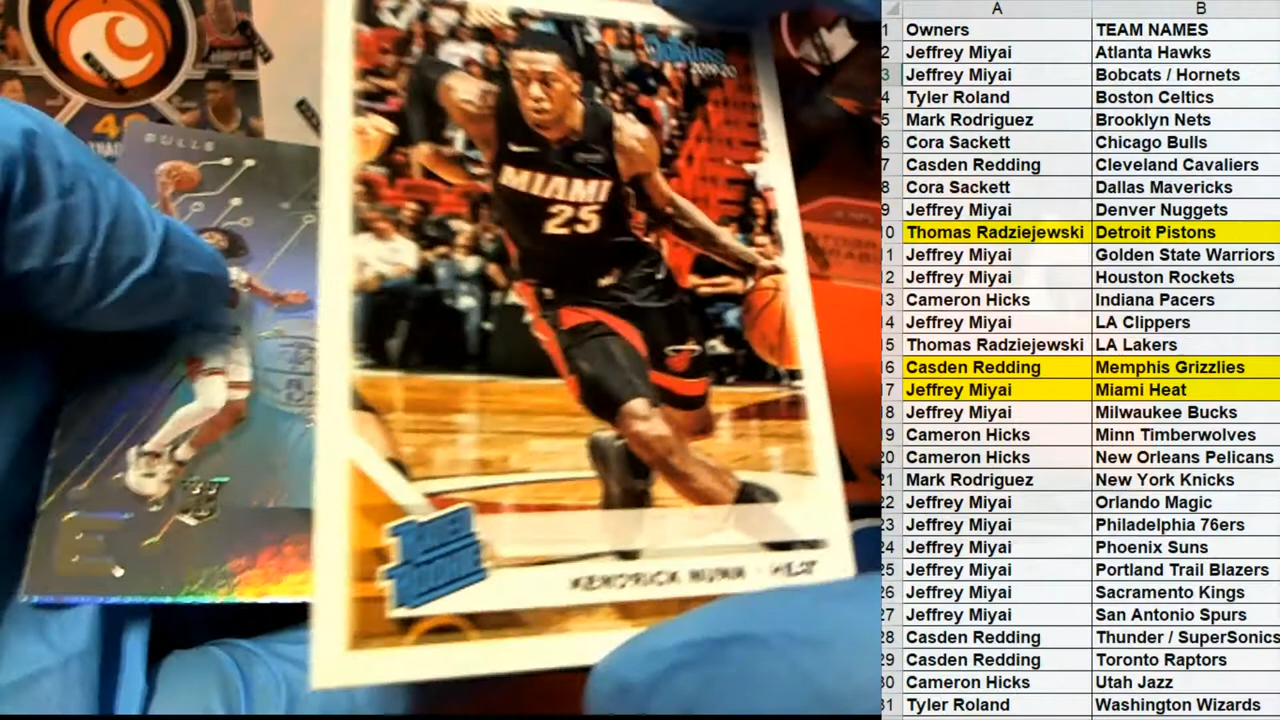 BULLS
Donruss
2019-20
MIAMI
25
RATED
ROOKIE
KENDRICK NUNN - HEAT
A B
1 Owners TEAM NAMES
2 Jeffrey Miyai Atlanta Hawks
3 Jeffrey Miyai Bobcats / Hornets
4 Tyler Roland Boston Celtics
5 Mark Rodriguez Brooklyn Nets
6 Cora Sackett Chicago Bulls
7 Casden Redding Cleveland Cavaliers
8 Cora Sackett Dallas Mavericks
9 Jeffrey Miyai Denver Nuggets
10 Thomas Radziejewski Detroit Pistons
11 Jeffrey Miyai Golden State Warriors
12 Jeffrey Miyai Houston Rockets
13 Cameron Hicks Indiana Pacers
14 Jeffrey Miyai LA Clippers
15 Thomas Radziejewski LA Lakers
16 Casden Redding Memphis Grizzlies
17 Jeffrey Miyai Miami Heat
18 Jeffrey Miyai Milwaukee Bucks
19 Cameron Hicks Minn Timberwolves
20 Cameron Hicks New Orleans Pelicans
21 Mark Rodriguez New York Knicks
22 Jeffrey Miyai Orlando Magic
23 Jeffrey Miyai Philadelphia 76ers
24 Jeffrey Miyai Phoenix Suns
25 Jeffrey Miyai Portland Trail Blazers
26 Jeffrey Miyai Sacramento Kings
27 Jeffrey Miyai San Antonio Spurs
28 Casden Redding Thunder / SuperSonics
29 Casden Redding Toronto Raptors
30 Cameron Hicks Utah Jazz
31 Tyler Roland Washington Wizards